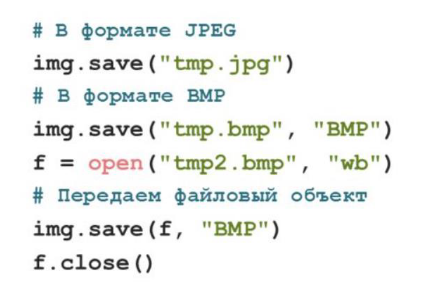 # В формате JPEG
img.save("tmp.jpg")
# В формате BMP
img.save("tmp.bmp", "BMP")
f = open("tmp2.bmp", "wb")
# Передаем файловый объект
img.save(f, "BMP")
f.close()